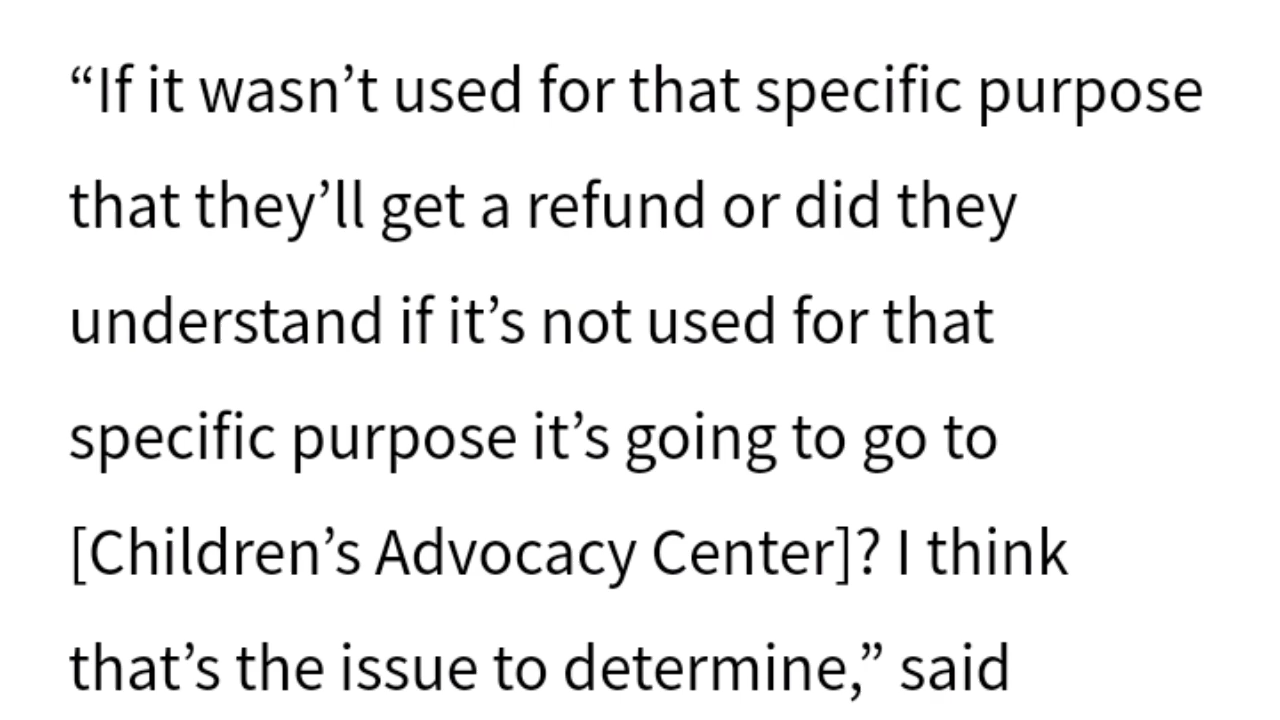 “If it wasn’t used for that specific purpose
that they’ll get a refund or did they
understand if it’s not used for that
specific purpose it’s going to go to
[Children’s Advocacy Center]? I think
that’s the issue to determine,” said